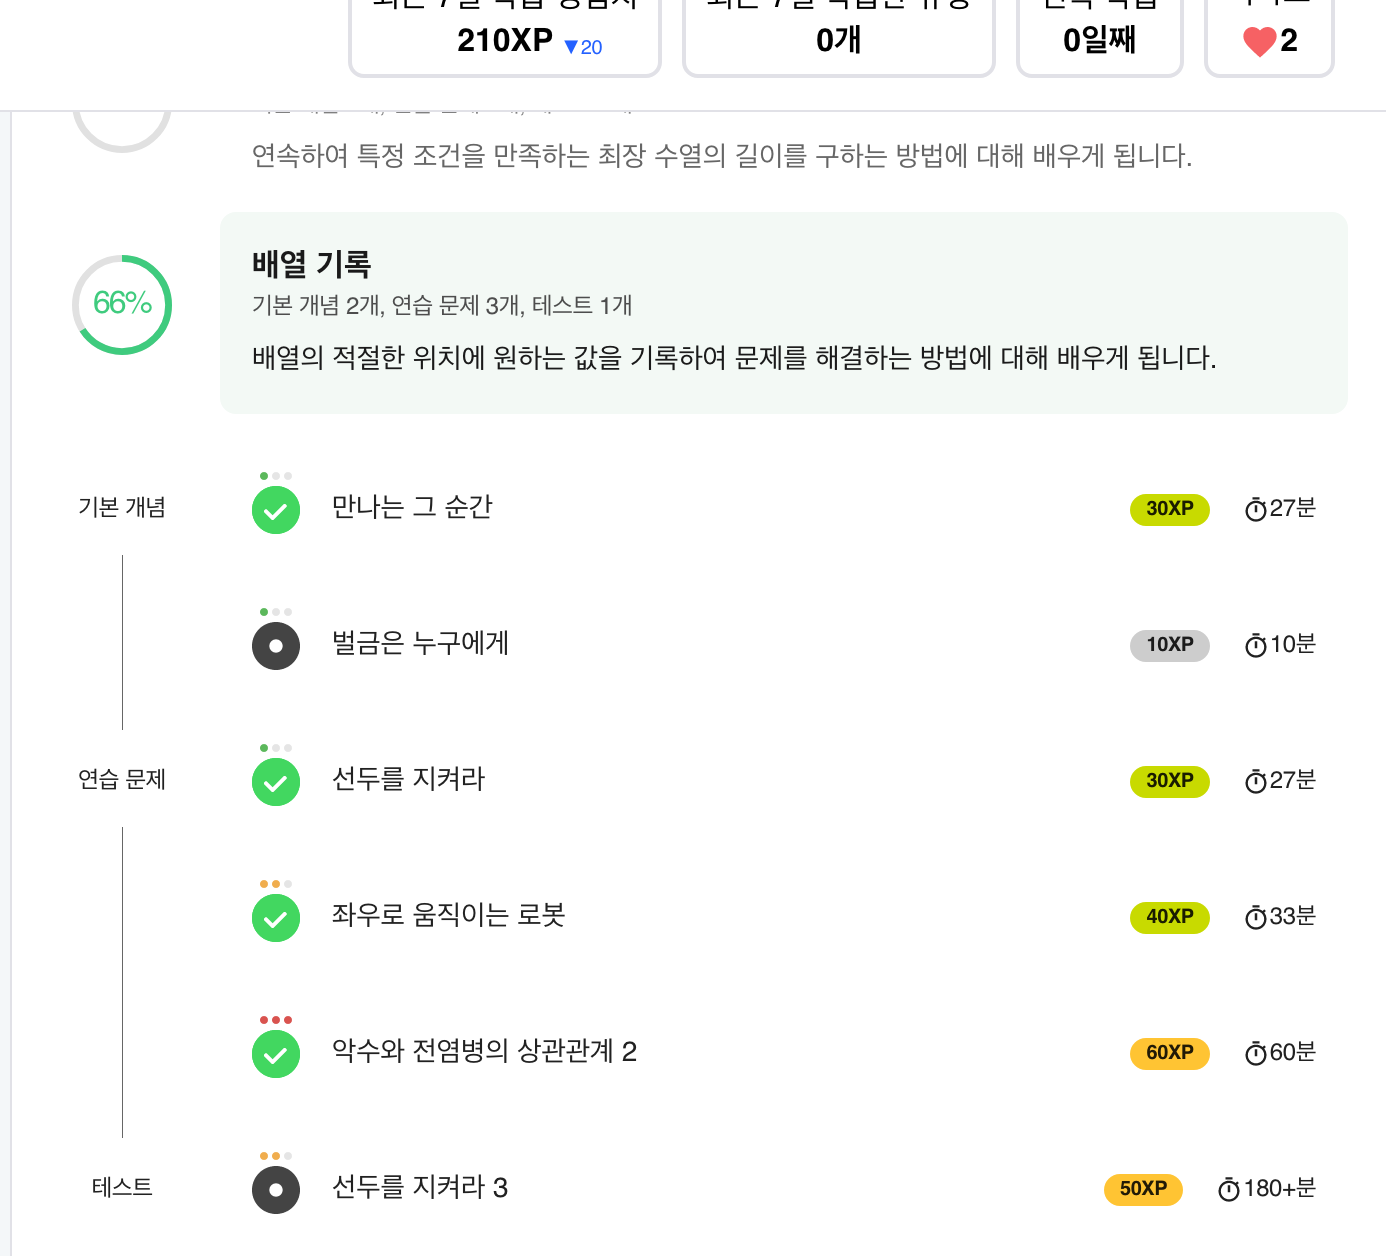 210XP ▼20
0개
0일째
2
연속하여 특정 조건을 만족하는 최장 수열의 길이를 구하는 방법에 대해 배우게 됩니다.
66%
배열 기록
기본 개념 2개, 연습 문제 3개, 테스트 1개
배열의 적절한 위치에 원하는 값을 기록하여 문제를 해결하는 방법에 대해 배우게 됩니다.
기본 개념
만나는 그 순간
30XP
27분
벌금은 누구에게
10XP
10분
연습 문제
선두를 지켜라
30XP
27분
좌우로 움직이는 로봇
40XP
33분
악수와 전염병의 상관관계 2
60XP
60분
테스트
선두를 지켜라 3
50XP
180+분